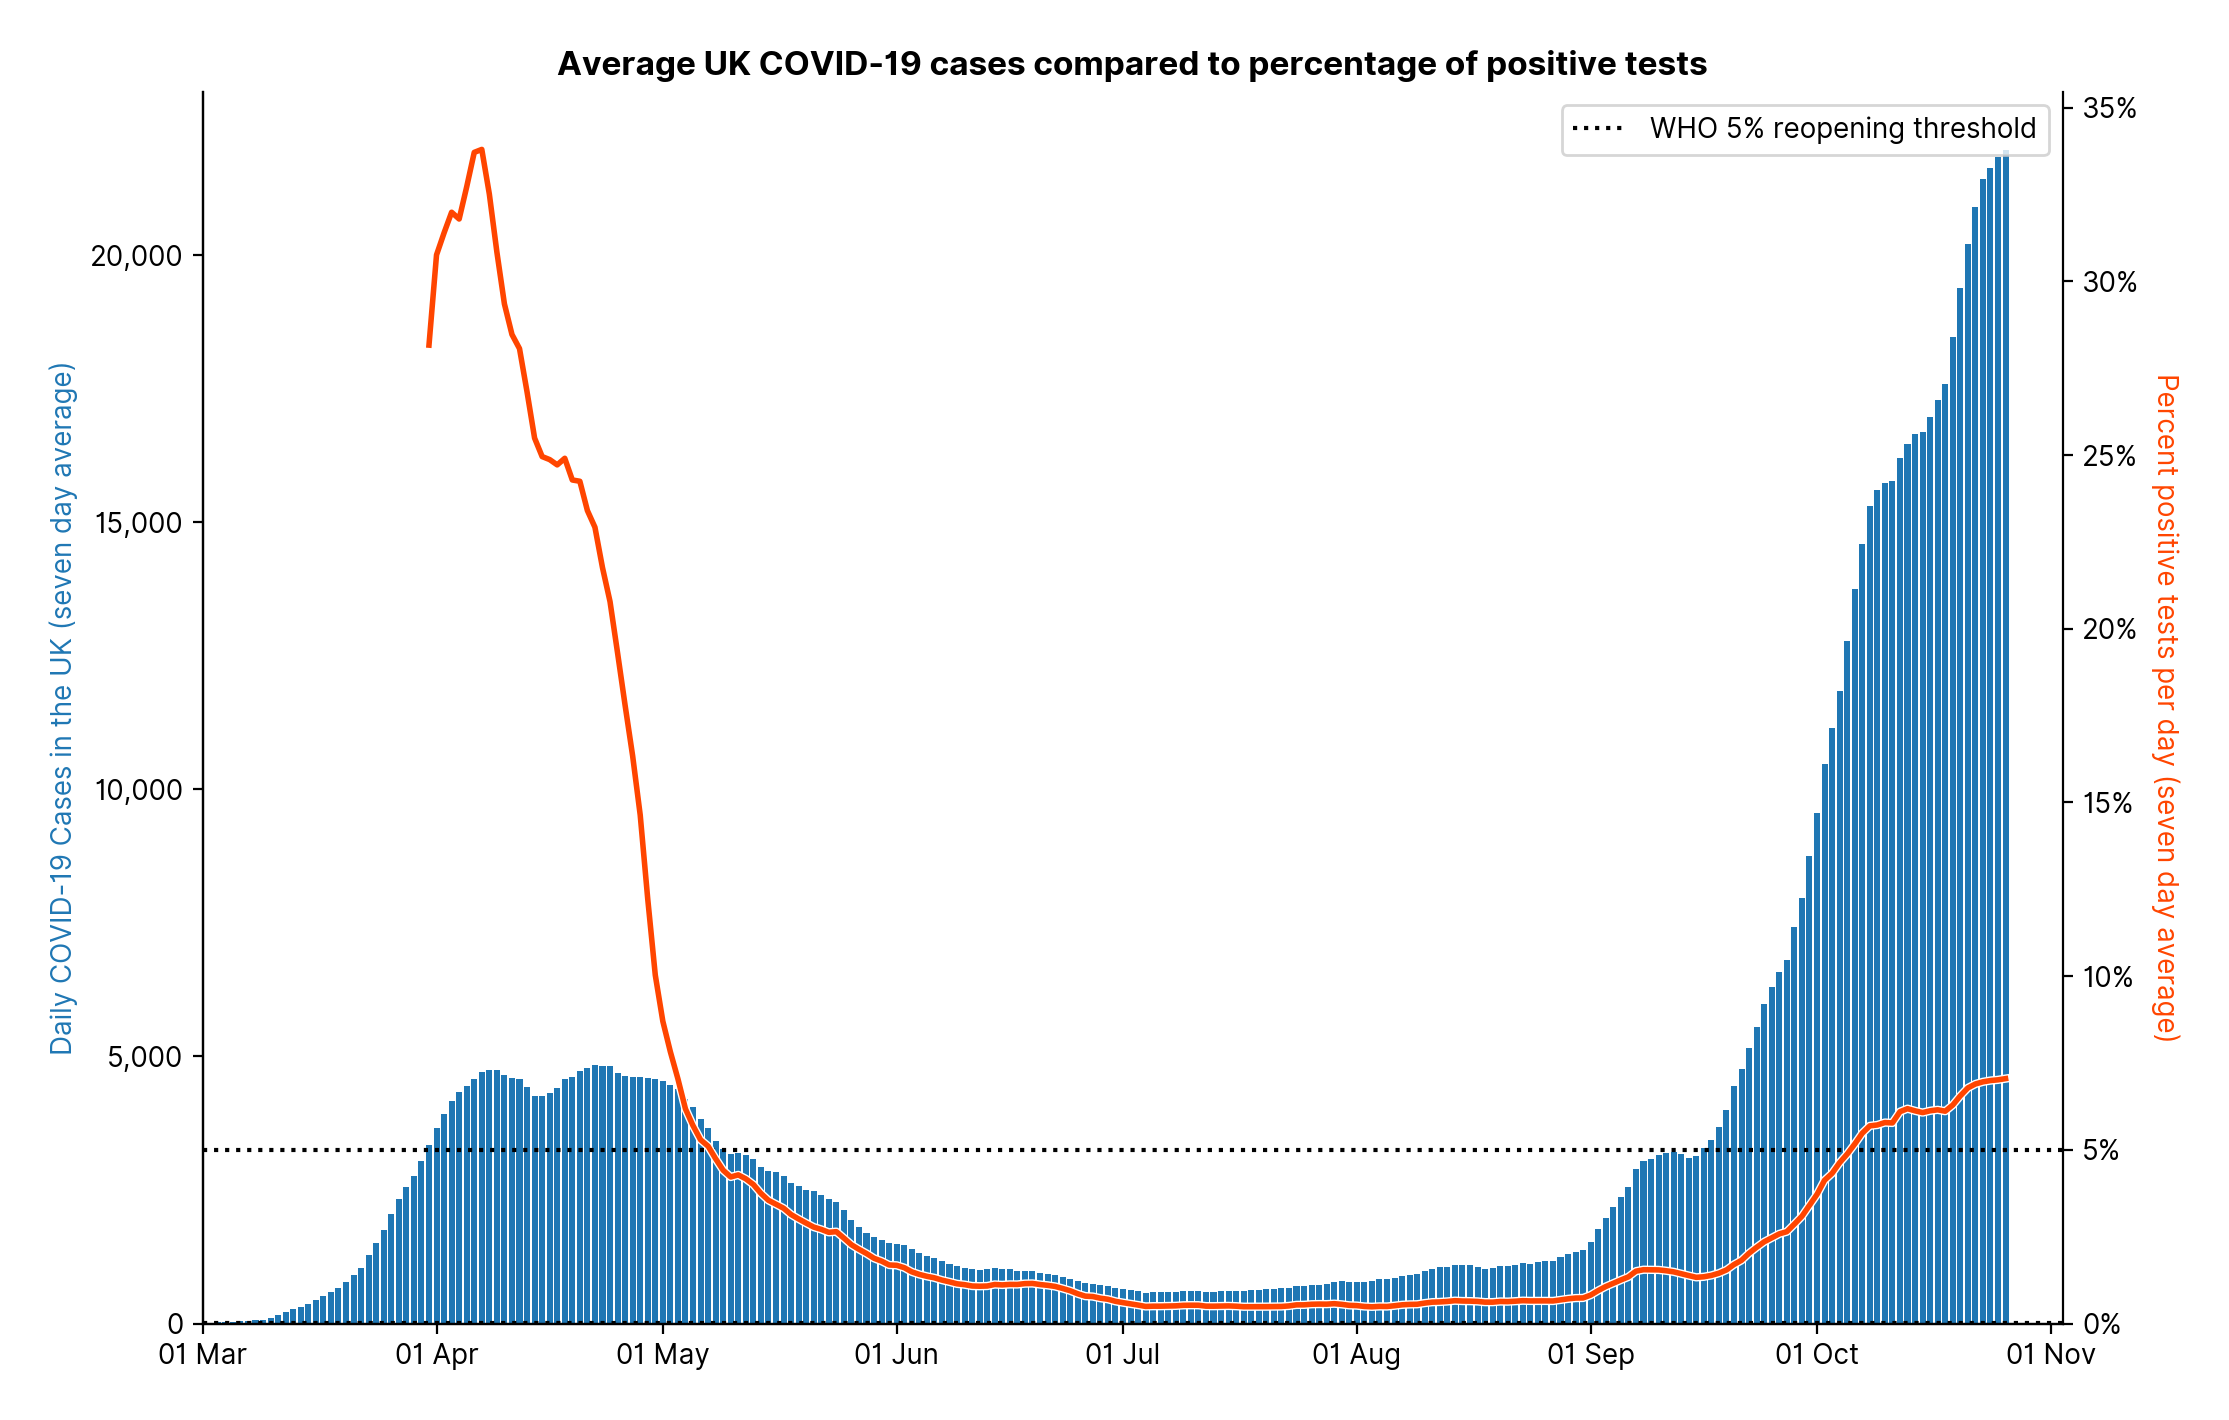 Average UK COVID-19 cases compared to percentage of positive tests
WHO 5% reopening threshold
Daily COVID-19 Cases in the UK (seven day average)
20,000
15,000
10,000
5,000
0
35%
30%
25%
20%
15%
10%
5%
0%
Percent positive tests per day (seven day average)
01 Mar
01 Apr
01 May
01 Jun
01 Jul
01 Aug
01 Sep
01 Oct
01 Nov